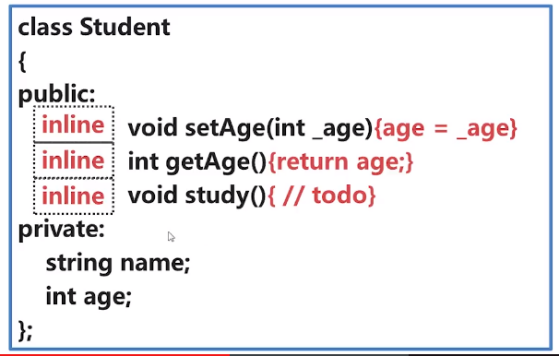 class Student
{
public:
inline void setAge(int _age){age = _age}
inline int getAge(){return age;}
inline void study(){ // todo}
private:
string name;
int age;
};